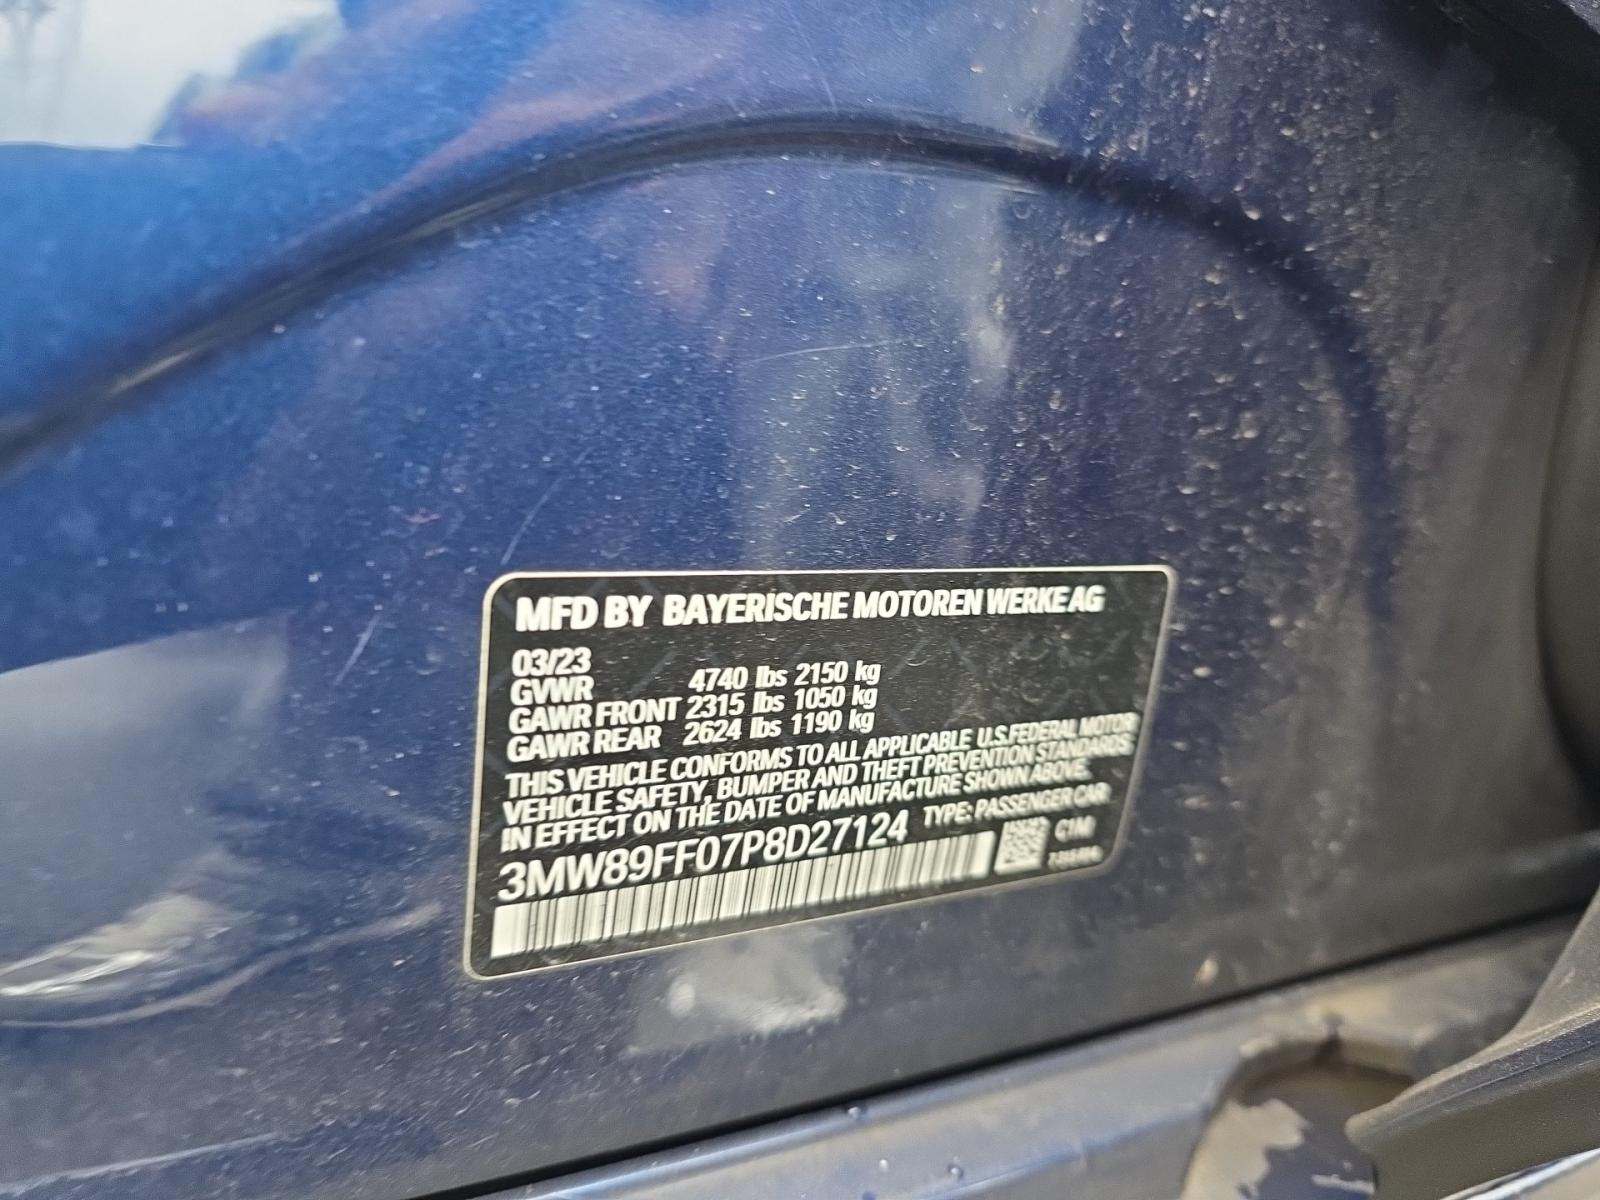 MFD BY BAYERISCHE MOTOREN WERKE AG
03/23
GVWR 4740 lbs 2150 kg
GAWR FRONT 2315 lbs 1050 kg
GAWR REAR 2624 lbs 1190 kg
THIS VEHICLE CONFORMS TO ALL APPLICABLE U.S.FEDERAL MOTOR
VEHICLE SAFETY, BUMPER AND THEFT PREVENTION STANDARDS
IN EFFECT ON THE DATE OF MANUFACTURE SHOWN ABOVE.
3MW89FF07P8D27124 TYPE: PASSENGER CAR
C1M